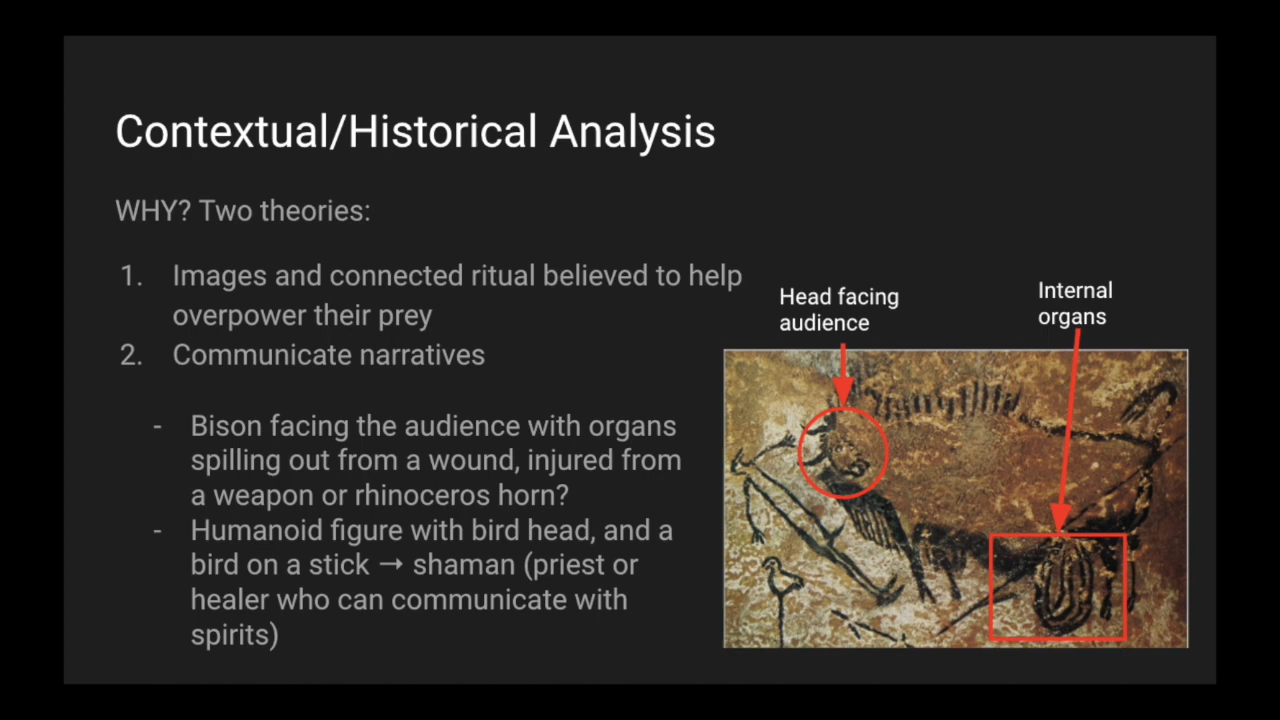 Contextual/Historical Analysis
WHY? Two theories:
1. Images and connected ritual believed to help
overpower their prey
2. Communicate narratives
- Bison facing the audience with organs
spilling out from a wound, injured from
a weapon or rhinoceros horn?
- Humanoid figure with bird head, and a
bird on a stick → shaman (priest or
healer who can communicate with
spirits)
Head facing
audience
Internal
organs